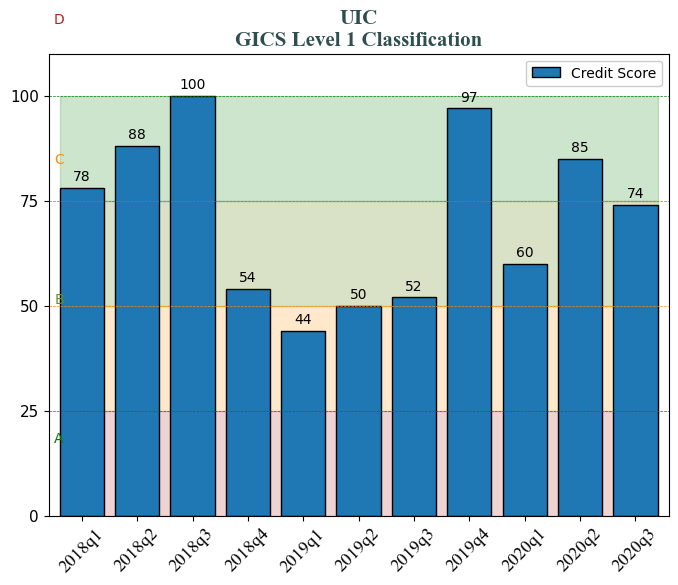 D
UIC
GICS Level 1 Classification
Credit Score
100
75
50
25
0
C
B
A
78
88
100
54
44
50
52
97
60
85
74
2018q1
2018q2
2018q3
2018q4
2019q1
2019q2
2019q3
2019q4
2020q1
2020q2
2020q3